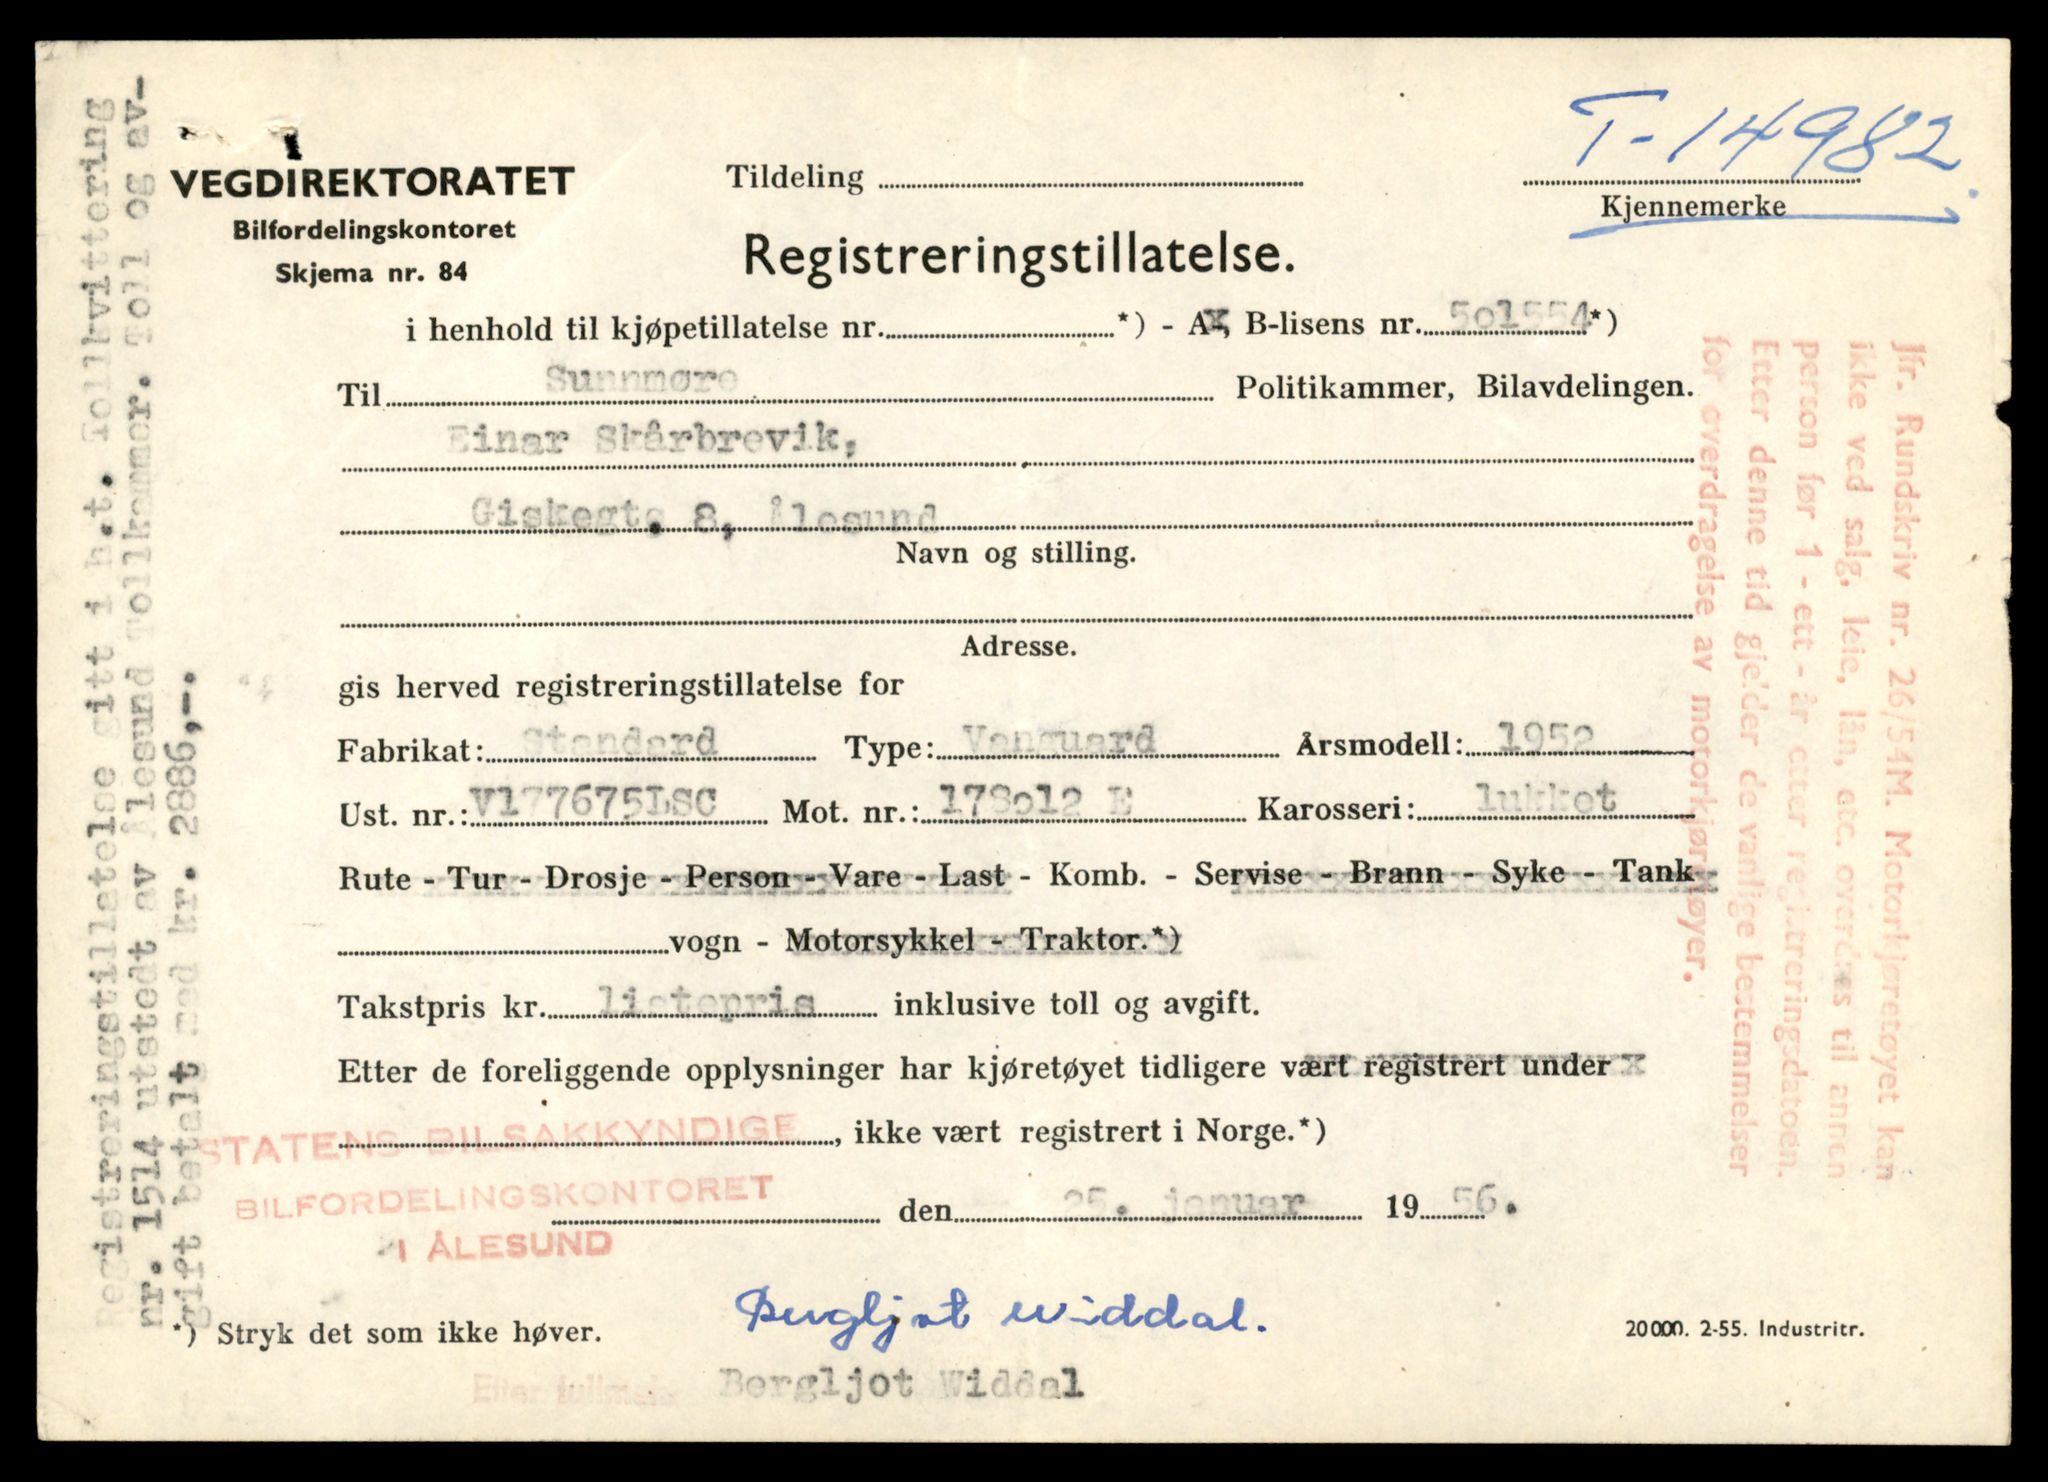 T-14982.
VEGDIREKTORATET
Bilfordelingskontoret
Skjema nr. 84
Tildeling
Kjennemerke
Registreringstillatelse.
i henhold til kjøpetillatelse nr. *) - A, B-lisens nr. 5o1554*)
Til Sunnmøre Politikammer, Bilavdelingen.
Einar Skårbrevik,
Giskegt. 8, Ålesund
Navn og stilling.
Adresse.
gis herved registreringstillatelse for
Fabrikat: Standard Type: Vanguard Årsmodell: 1952
Ust. nr.: V177675LSC Mot. nr.: 178o12 E Karosseri: lukket
Rute - Tur - Drosje - Person - Vare - Last - Komb. - Servise - Brann - Syke - Tank
vogn - Motorsykkel - Traktor.*)
Takstpris kr. listepris inklusive toll og avgift.
Etter de foreliggende opplysninger har kjøretøyet tidligere vært registrert under x
, ikke vært registrert i Norge.*)
STATENS BILSAKKYNDIGE
BILFORDELINGSKONTORET
I ÅLESUND
den 25. januar 1956.
Bergljot Widdal.
*) Stryk det som ikke høver.
20000. 2-55. Industritr.
Etter fullmakt
Bergljot Widdal
Registreringstillatelse gitt i h.t. Tollkvittering
nr. 1514 utstedt av Ålesund Tollkammer. Toll og av-
gift betalt med kr. 2886,-.
Jfr. Rundskriv nr. 26/54M. Motorkjøretøyet kan
ikke ved salg, leie, lån, etc. overdras til annen
person før 1 - ett - år etter registreringsdatoen.
Etter denne tid gjelder de vanlige bestemmelser
for overdragelse av motorkjøretøyer.